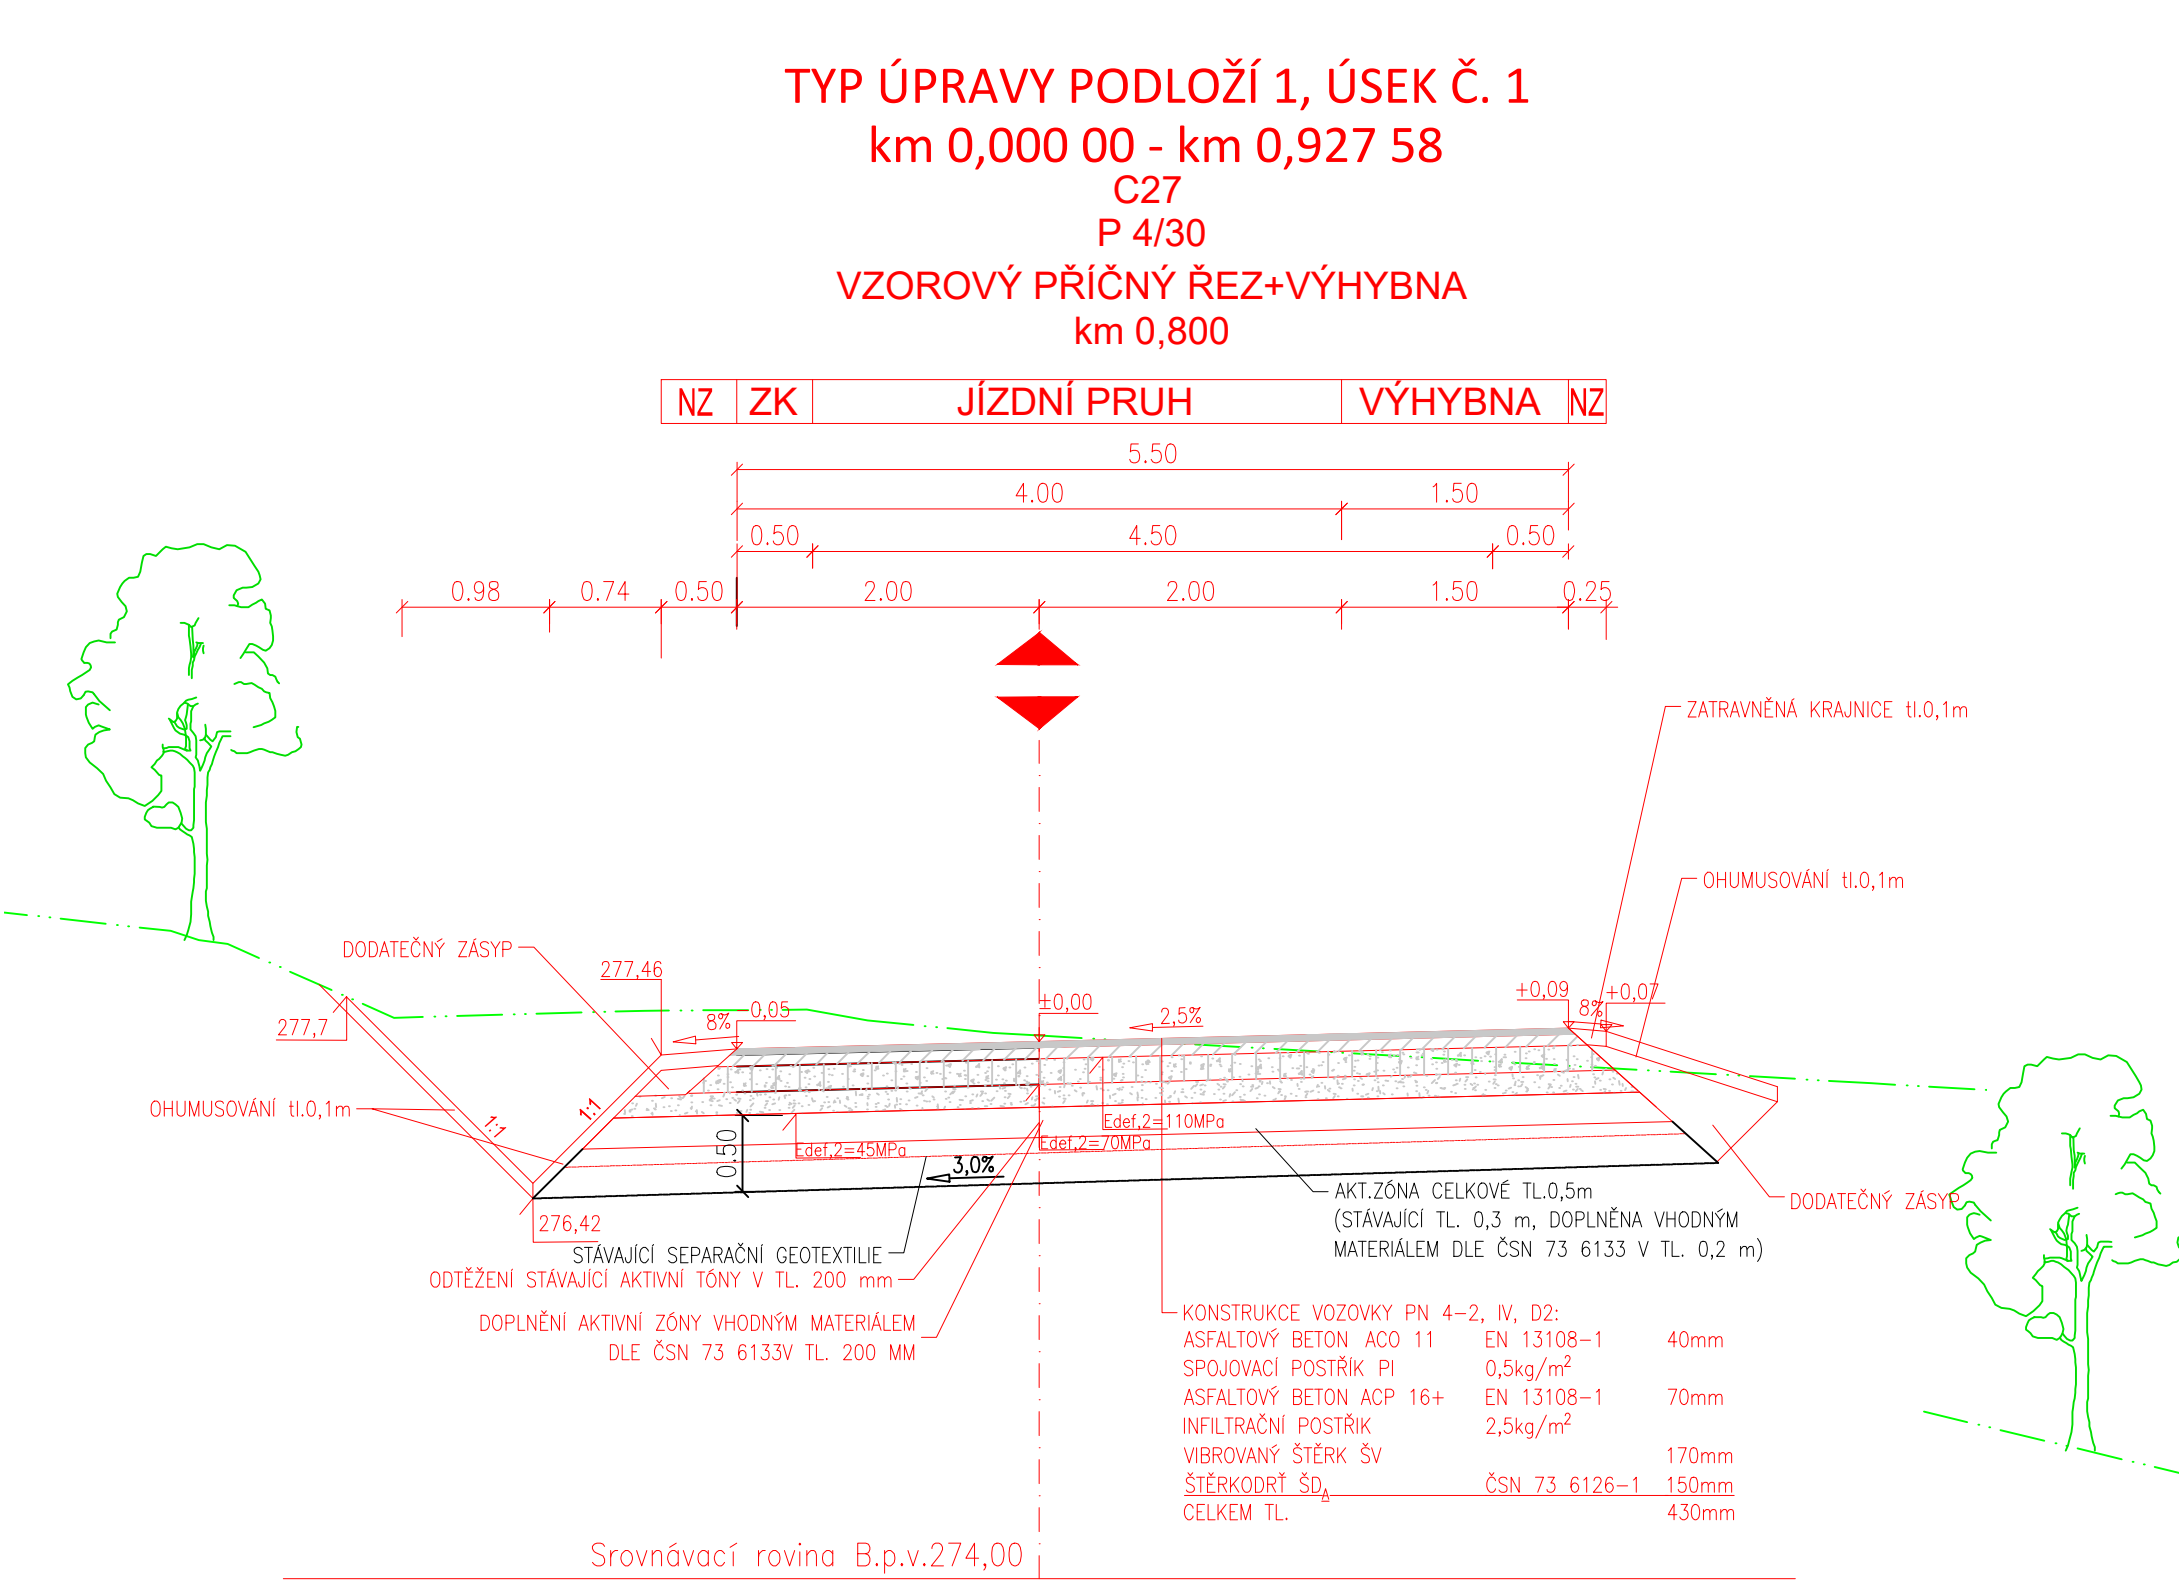 TYP ÚPRAVY PODLOŽÍ 1, ÚSEK Č. 1
km 0,000 00 - km 0,927 58
C27
P 4/30
VZOROVÝ PŘÍČNÝ ŘEZ+VÝHYBNA
km 0,800
NZ ZK JÍZDNÍ PRUH VÝHYBNA NZ
5.50
4.00 1.50
0.50 4.50 0.50
0.98 0.74 0.50 2.00 2.00 1.50 0.25
ZATRAVNĚNÁ KRAJNICE tl.0,1m
OHUMUSOVÁNÍ tl.0,1m
DODATEČNÝ ZÁSYP
277,46
277,7
8%
-0,05
±0,00
2,5%
+0,09
8%
+0,07
OHUMUSOVÁNÍ tl.0,1m
1:1
1:1
0.50
Edef,2=45MPa
Edef,2=70MPa
Edef,2=110MPa
3,0%
276,42
DODATEČNÝ ZÁSYP
AKT.ZÓNA CELKOVÉ TL.0,5m
(STÁVAJÍCÍ TL. 0,3 m, DOPLNĚNA VHODNÝM
MATERIÁLEM DLE ČSN 73 6133 V TL. 0,2 m)
STÁVAJÍCÍ SEPARAČNÍ GEOTEXTILIE
ODTĚŽENÍ STÁVAJÍCÍ AKTIVNÍ TÓNY V TL. 200 mm
DOPLNĚNÍ AKTIVNÍ ZÓNY VHODNÝM MATERIÁLEM
DLE ČSN 73 6133V TL. 200 MM
KONSTRUKCE VOZOVKY PN 4-2, IV, D2:
ASFALTOVÝ BETON ACO 11 EN 13108-1 40mm
SPOJOVACÍ POSTŘÍK PI 0,5kg/m²
ASFALTOVÝ BETON ACP 16+ EN 13108-1 70mm
INFILTRAČNÍ POSTŘIK 2,5kg/m²
VIBROVANÝ ŠTĚRK ŠV 170mm
ŠTĚRKODRŤ ŠDA ČSN 73 6126-1 150mm
CELKEM TL. 430mm
Srovnávací rovina B.p.v.274,00